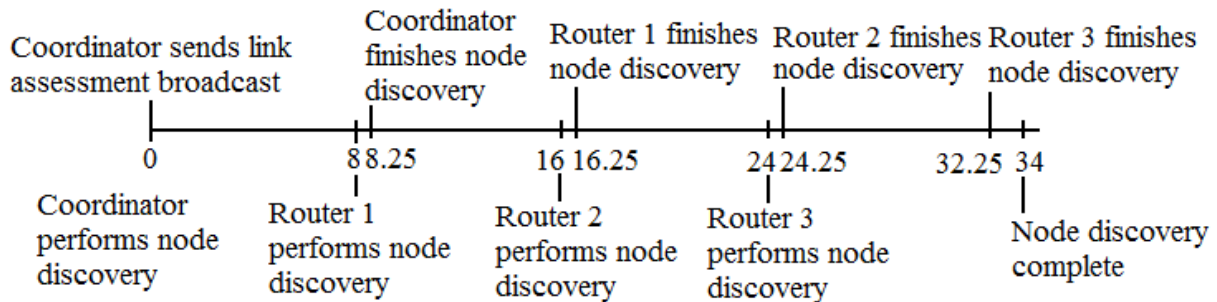 Coordinator sends link
assessment broadcast
Coordinator
finishes node
discovery
Router 1 finishes
node discovery
Router 2 finishes
node discovery
Router 3 finishes
node discovery
0
8
8.25
16
16.25
24
24.25
32.25
34
Coordinator
performs node
discovery
Router 1
performs node
discovery
Router 2
performs node
discovery
Router 3
performs node
discovery
Node discovery
complete